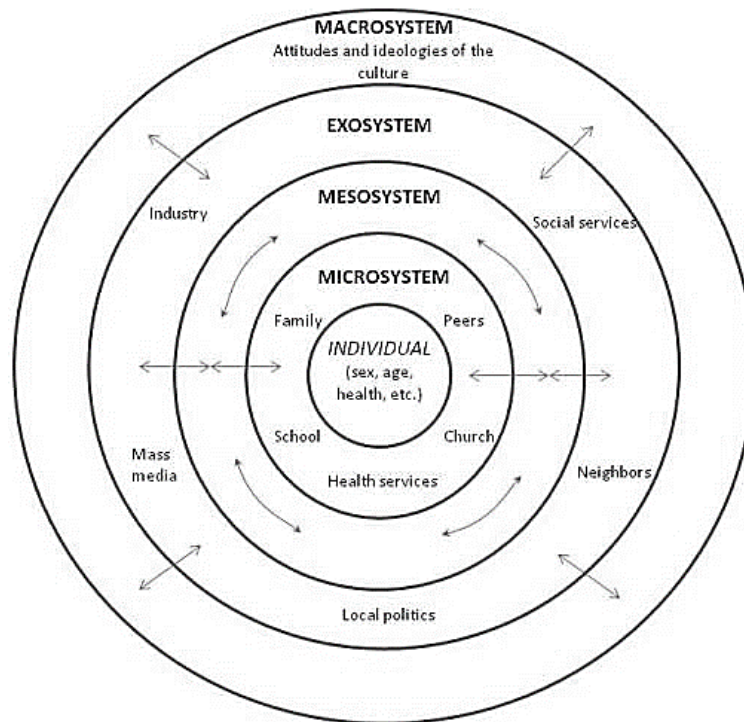 MACROSYSTEM
Attitudes and ideologies of the
culture
EXOSYSTEM
MESOSYSTEM
Industry
Social services
MICROSYSTEM
Family
Peers
INDIVIDUAL
(sex, age,
health, etc.)
School
Church
Mass
media
Health services
Neighbors
Local politics